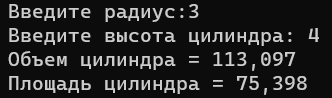 Введите радиус:3
Введите высота цилиндра: 4
Объем цилиндра = 113,097
Площадь цилиндра = 75,398